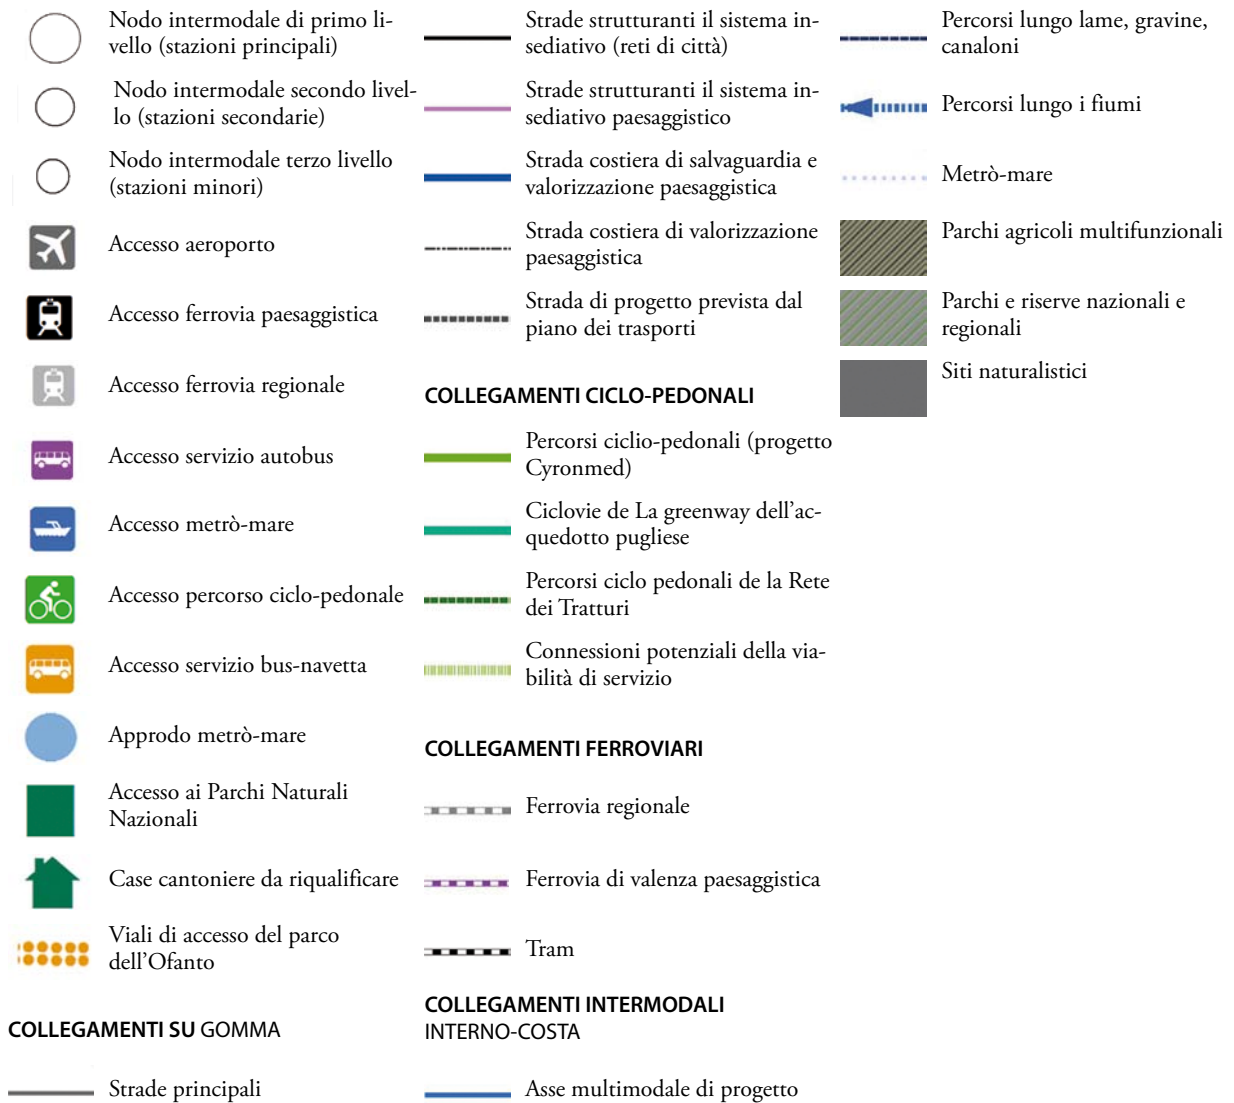 Nodo intermodale di primo li-
vello (stazioni principali)
Nodo intermodale secondo livel-
lo (stazioni secondarie)
Nodo intermodale terzo livello
(stazioni minori)
Accesso aeroporto
Accesso ferrovia paesaggistica
Accesso ferrovia regionale
Accesso servizio autobus
Accesso metrò-mare
Accesso percorso ciclo-pedonale
Accesso servizio bus-navetta
Approdo metrò-mare
Accesso ai Parchi Naturali
Nazionali
Case cantoniere da riqualificare
Viali di accesso del parco
dell'Ofanto
COLLEGAMENTI SU GOMMA
Strade principali
Strade strutturanti il sistema in-
sediativo (reti di città)
Strade strutturanti il sistema in-
sediativo paesaggistico
Strada costiera di salvaguardia e
valorizzazione paesaggistica
Strada costiera di valorizzazione
paesaggistica
Strada di progetto prevista dal
piano dei trasporti
COLLEGAMENTI CICLO-PEDONALI
Percorsi ciclio-pedonali (progetto
Cyronmed)
Ciclovie de La greenway dell'ac-
quedotto pugliese
Percorsi ciclo pedonali de la Rete
dei Tratturi
Connessioni potenziali della via-
bilità di servizio
COLLEGAMENTI FERROVIARI
Ferrovia regionale
Ferrovia di valenza paesaggistica
Tram
COLLEGAMENTI INTERMODALI
INTERNO-COSTA
Asse multimodale di progetto
Percorsi lungo lame, gravine,
canaloni
Percorsi lungo i fiumi
Metrò-mare
Parchi agricoli multifunzionali
Parchi e riserve nazionali e
regionali
Siti naturalistici